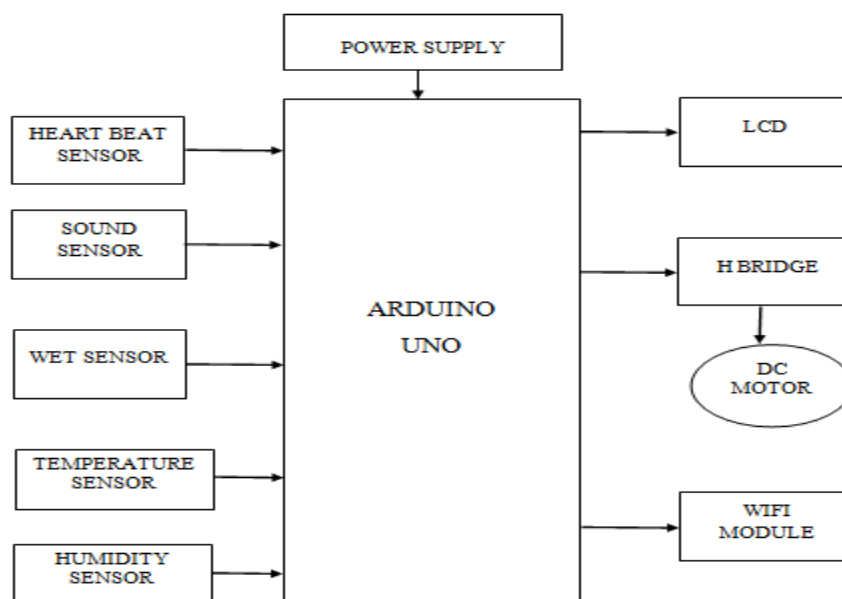 POWER SUPPLY
HEART BEAT
SENSOR
SOUND
SENSOR
WET SENSOR
TEMPERATURE
SENSOR
HUMIDITY
SENSOR
ARDUINO
UNO
LCD
H BRIDGE
DC
MOTOR
WIFI
MODULE